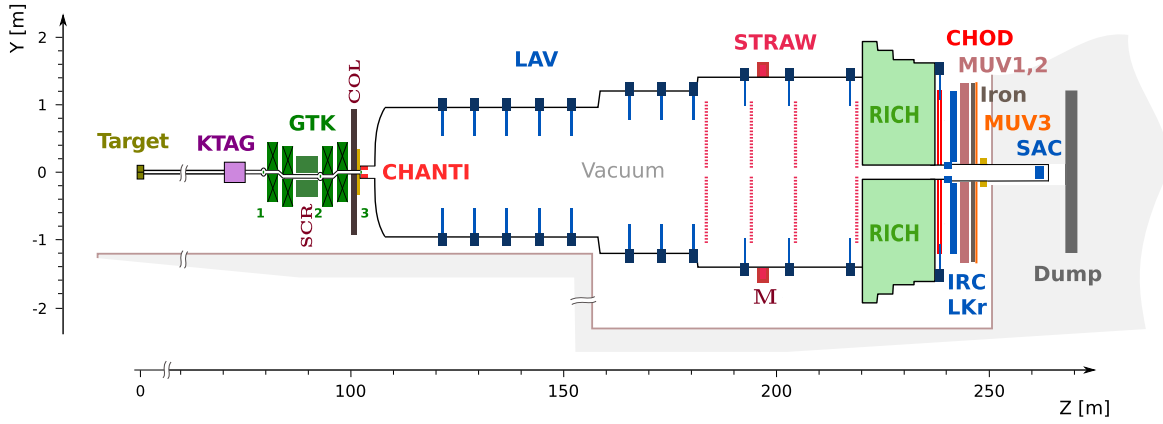 Y [m]
2
1
0
-1
-2
Target
KTAG
GTK
COL
CHANTI
1
2
3
SCR
LAV
Vacuum
STRAW
M
RICH
RICH
CHOD
MUV1,2
Iron
MUV3
SAC
IRC
LKr
Dump
0
100
150
200
250
Z [m]